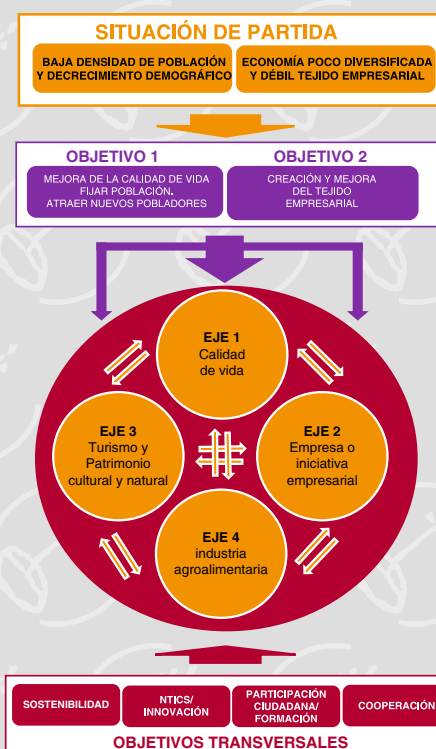 SITUACIÓN DE PARTIDA
BAJA DENSIDAD DE POBLACIÓN
Y DECRECIMIENTO DEMOGRÁFICO
ECONOMÍA POCO DIVERSIFICADA
Y DÉBIL TEJIDO EMPRESARIAL
OBJETIVO 1
MEJORA DE LA CALIDAD DE VIDA
FIJAR POBLACIÓN.
ATRAER NUEVOS POBLADORES
OBJETIVO 2
CREACIÓN Y MEJORA
DEL TEJIDO
EMPRESARIAL
EJE 1
Calidad
de vida
EJE 3
Turismo y
Patrimonio
cultural y natural
EJE 2
Empresa o
iniciativa
empresarial
EJE 4
industria
agroalimentaria
SOSTENIBILIDAD
NTICS/
INNOVACIÓN
PARTICIPACIÓN
CIUDADANA/
FORMACIÓN
COOPERACIÓN
OBJETIVOS TRANSVERSALES